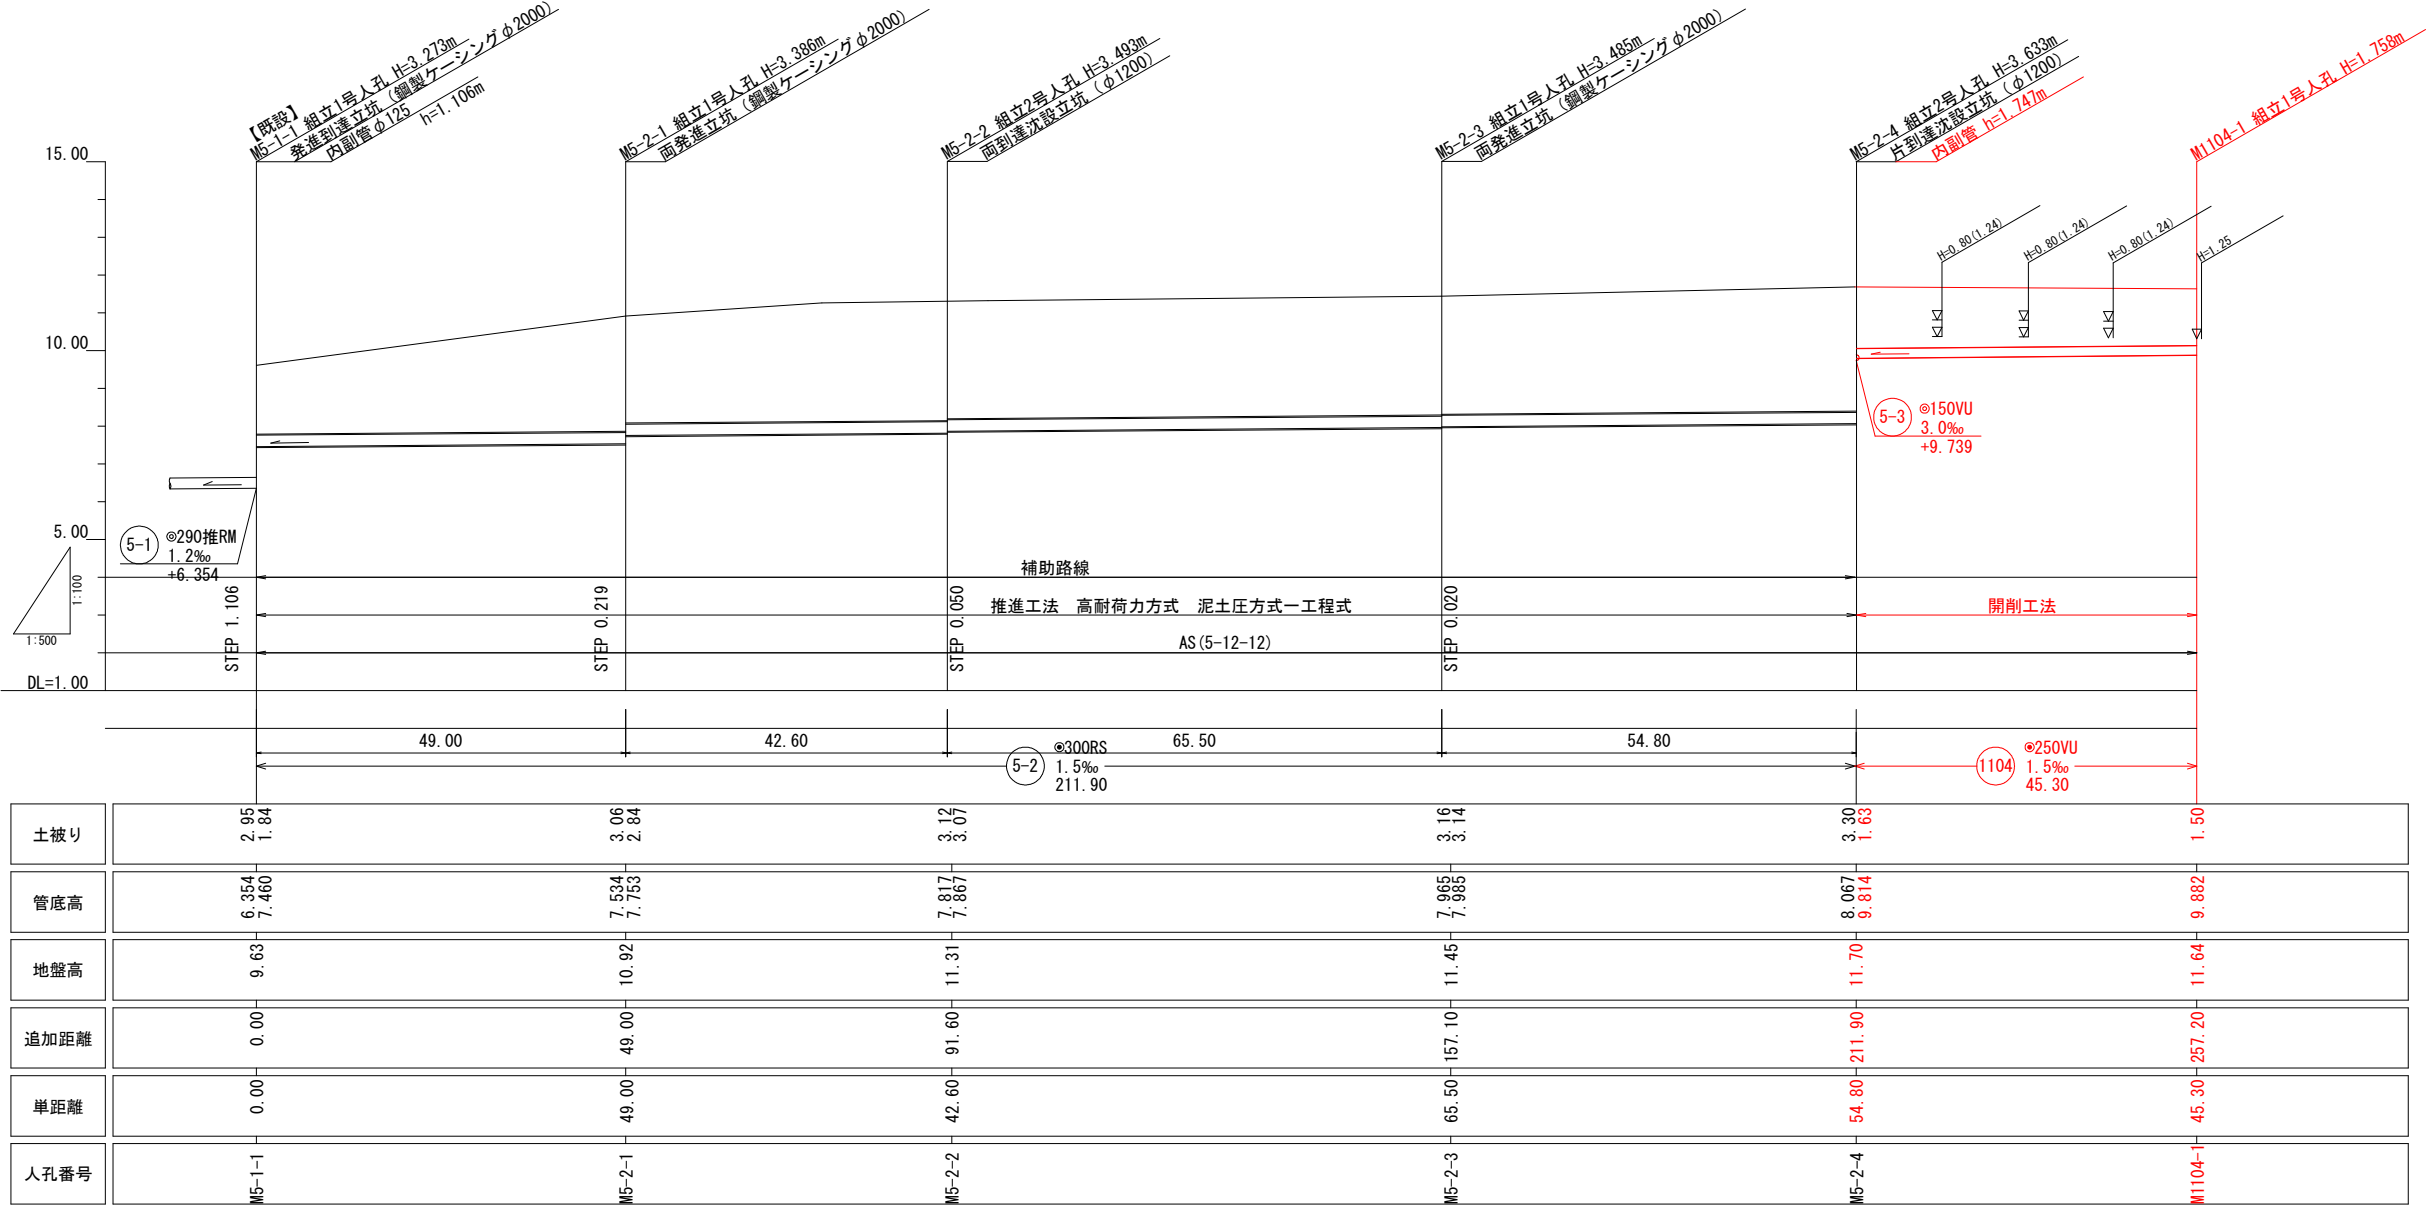 【既設】
M5-1-1 組立1号人孔 H=3.273m
発進到達立坑（鋼製ケーシングφ2000）
内副管φ125 h=1.106m
M5-2-1 組立1号人孔 H=3.386m
両発進立坑（鋼製ケーシングφ2000）
M5-2-2 組立2号人孔 H=3.493m
両到達沈設立坑（φ1200）
M5-2-3 組立1号人孔 H=3.485m
両発進立坑（鋼製ケーシングφ2000）
M5-2-4 組立2号人孔 H=3.633m
片到達沈設立坑（φ1200）
内副管 h=1.747m
M1104-1 組立1号人孔 H=1.758m
15.00
10.00
5.00
DL=1.00
1:100
1:500
H=0.80(1.24)
H=0.80(1.24)
H=0.80(1.24)
H=1.25
5-1
◎290推RM
1.2‰
+6.354
5-3
◎150VU
3.0‰
+9.739
補助路線
推進工法 高耐荷力方式 泥土圧方式一工程式
開削工法
AS(5-12-12)
STEP 1.106
STEP 0.219
STEP 0.050
STEP 0.020
49.00
42.60
65.50
54.80
5-2
◉300RS
1.5‰
211.90
1104
◉250VU
1.5‰
45.30
土被り
2.95
1.84
3.06
2.84
3.12
3.07
3.16
3.14
3.30
1.63
1.50
管底高
6.354
7.460
7.534
7.753
7.817
7.867
7.965
7.985
8.067
9.814
9.882
地盤高
9.63
10.92
11.31
11.45
11.70
11.64
追加距離
0.00
49.00
91.60
157.10
211.90
257.20
単距離
0.00
49.00
42.60
65.50
54.80
45.30
人孔番号
M5-1-1
M5-2-1
M5-2-2
M5-2-3
M5-2-4
M1104-1